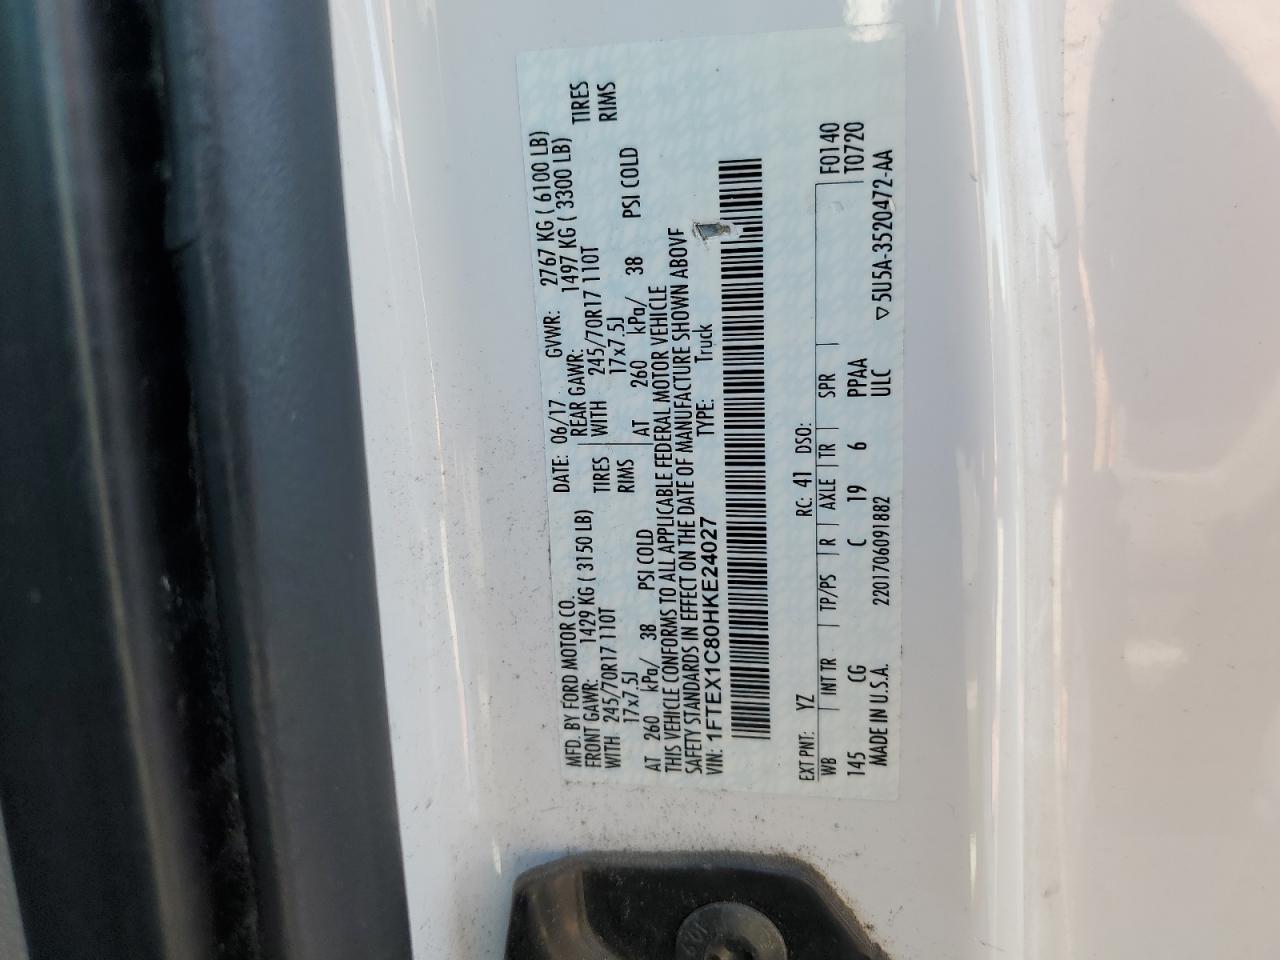 MFD. BY FORD MOTOR CO. DATE: 06/17 GVWR: 2767 KG ( 6100 LB)
FRONT GAWR: 1429 KG ( 3150 LB) REAR GAWR: 1497 KG ( 3300 LB)
WITH 245/70R17 110T TIRES WITH 245/70R17 110T TIRES
17x7.5J RIMS 17x7.5J RIMS
AT 260 kPa/ 38 PSI COLD AT 260 kPa/ 38 PSI COLD
THIS VEHICLE CONFORMS TO ALL APPLICABLE FEDERAL MOTOR VEHICLE
SAFETY STANDARDS IN EFFECT ON THE DATE OF MANUFACTURE SHOWN ABOVE
VIN: 1FTEX1C80HKE24027 TYPE: Truck
EXT PNT: YZ RC: 41 DSO:
WB INT TR TP/PS R AXLE TR SPR F0140
145 CG C 19 6 PPAA T0720
MADE IN U.S.A. 2201706091882 ULC
▽5U5A-3520472-AA